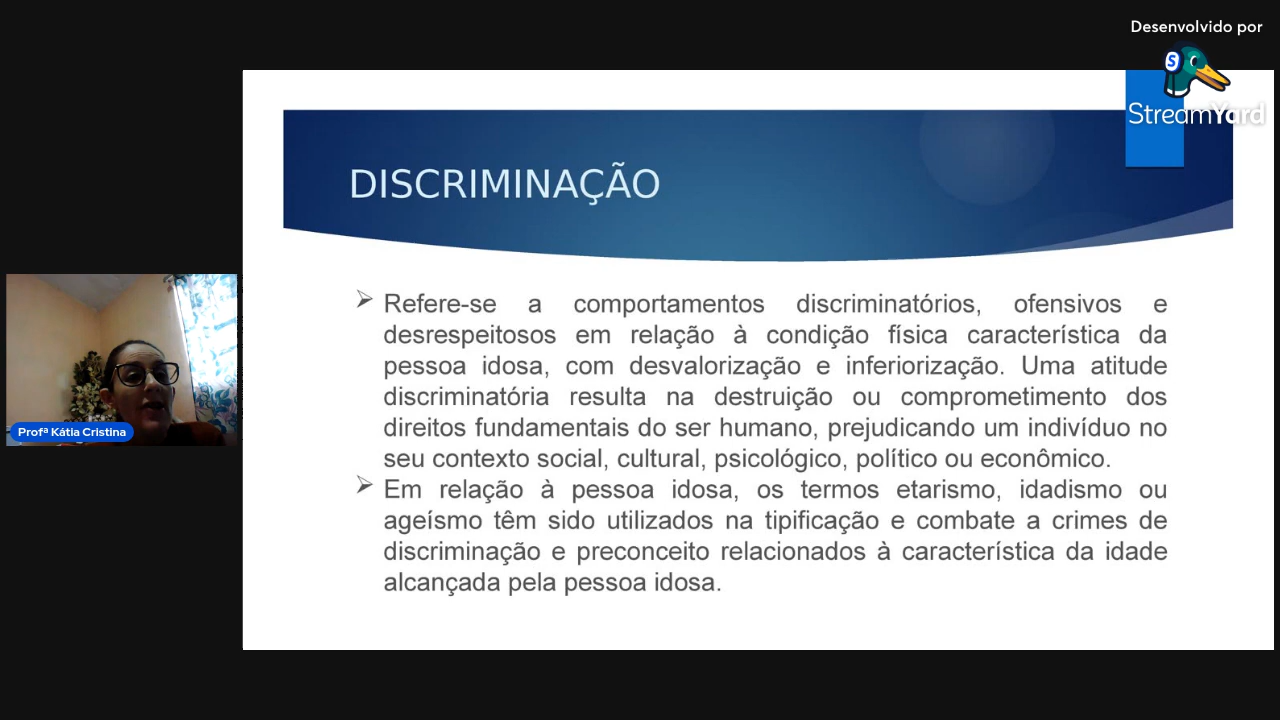 Desenvolvido por
StreamYard
DISCRIMINAÇÃO
Refere-se a comportamentos discriminatórios, ofensivos e
desrespeitosos em relação à condição física característica da
pessoa idosa, com desvalorização e inferiorização. Uma atitude
discriminatória resulta na destruição ou comprometimento dos
direitos fundamentais do ser humano, prejudicando um indivíduo no
seu contexto social, cultural, psicológico, político ou econômico.
Em relação à pessoa idosa, os termos etarismo, idadismo ou
ageísmo têm sido utilizados na tipificação e combate a crimes de
discriminação e preconceito relacionados à característica da idade
alcançada pela pessoa idosa.
Profª Kátia Cristina